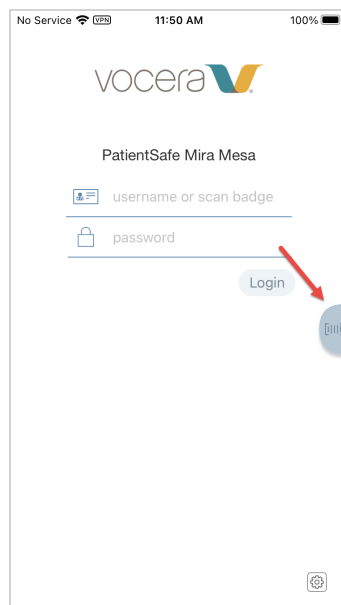 No Service VPN 11:50 AM 100%
vocera
PatientSafe Mira Mesa
username or scan badge
password
Login